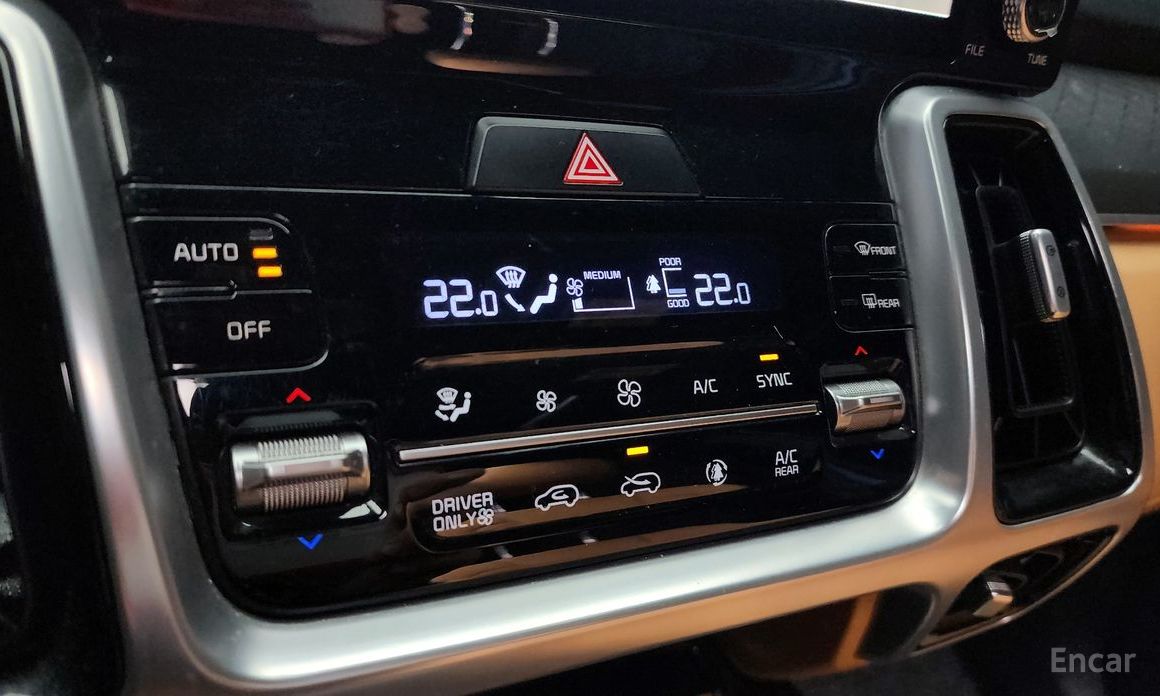 FILE
TUNE
AUTO
OFF
22.0
MEDIUM
POOR
GOOD
22.0
FRONT
REAR
A/C
SYNC
DRIVER
ONLY
A/C
REAR
Encar